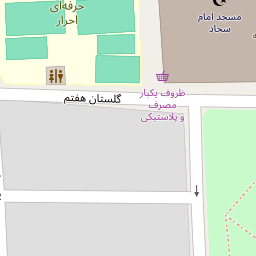 حرفه‌ای
احرار
مسجد امام
سجاد
ظروف یکبار
مصرف
و پلاستیکی
گلستان هفتم